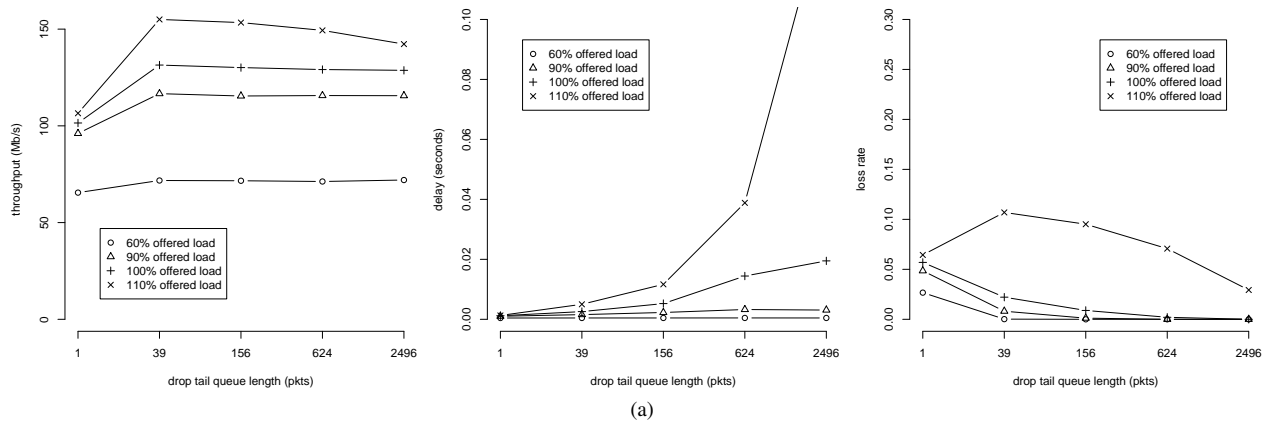 throughput (Mb/s)
0
50
100
150
60% offered load
90% offered load
100% offered load
110% offered load
1
39
156
624
2496
drop tail queue length (pkts)
delay (seconds)
0.00
0.02
0.04
0.06
0.08
0.10
60% offered load
90% offered load
100% offered load
110% offered load
1
39
156
624
2496
drop tail queue length (pkts)
loss rate
0.00
0.05
0.10
0.15
0.20
0.25
0.30
60% offered load
90% offered load
100% offered load
110% offered load
1
39
156
624
2496
drop tail queue length (pkts)
(a)